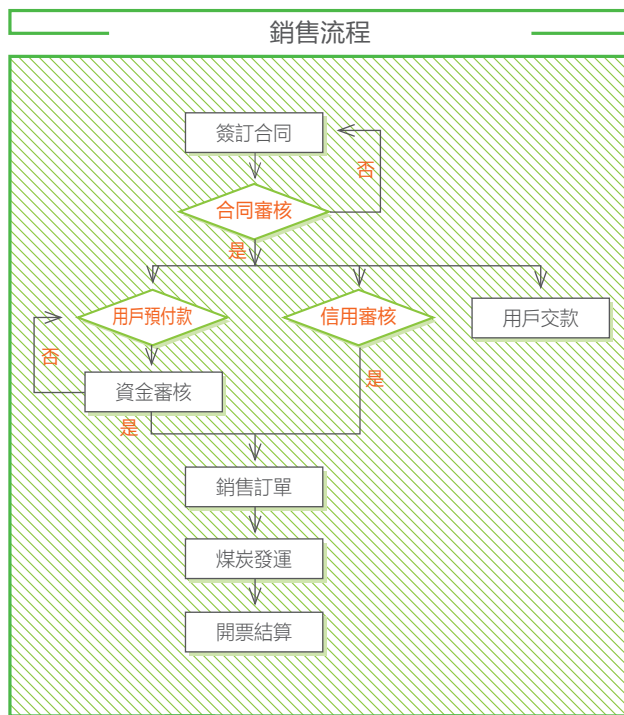 銷售流程
簽訂合同
否
合同審核
是
用戶預付款
信用審核
用戶交款
否
資金審核
是
是
銷售訂單
煤炭發運
開票結算